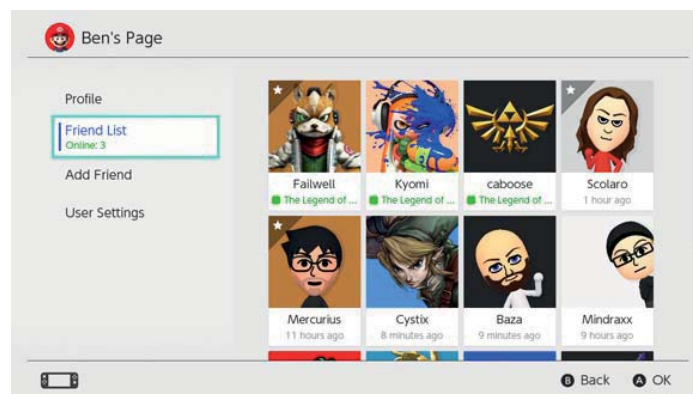 Ben's Page
Profile
Friend List
Online: 3
Add Friend
User Settings
Failwell
The Legend of ...
Kyomi
The Legend of ...
caboose
The Legend of ...
Scolaro
1 hour ago
Mercurius
11 hours ago
Cystix
8 minutes ago
Baza
9 minutes ago
Mindraxx
9 hours ago
B Back
A OK